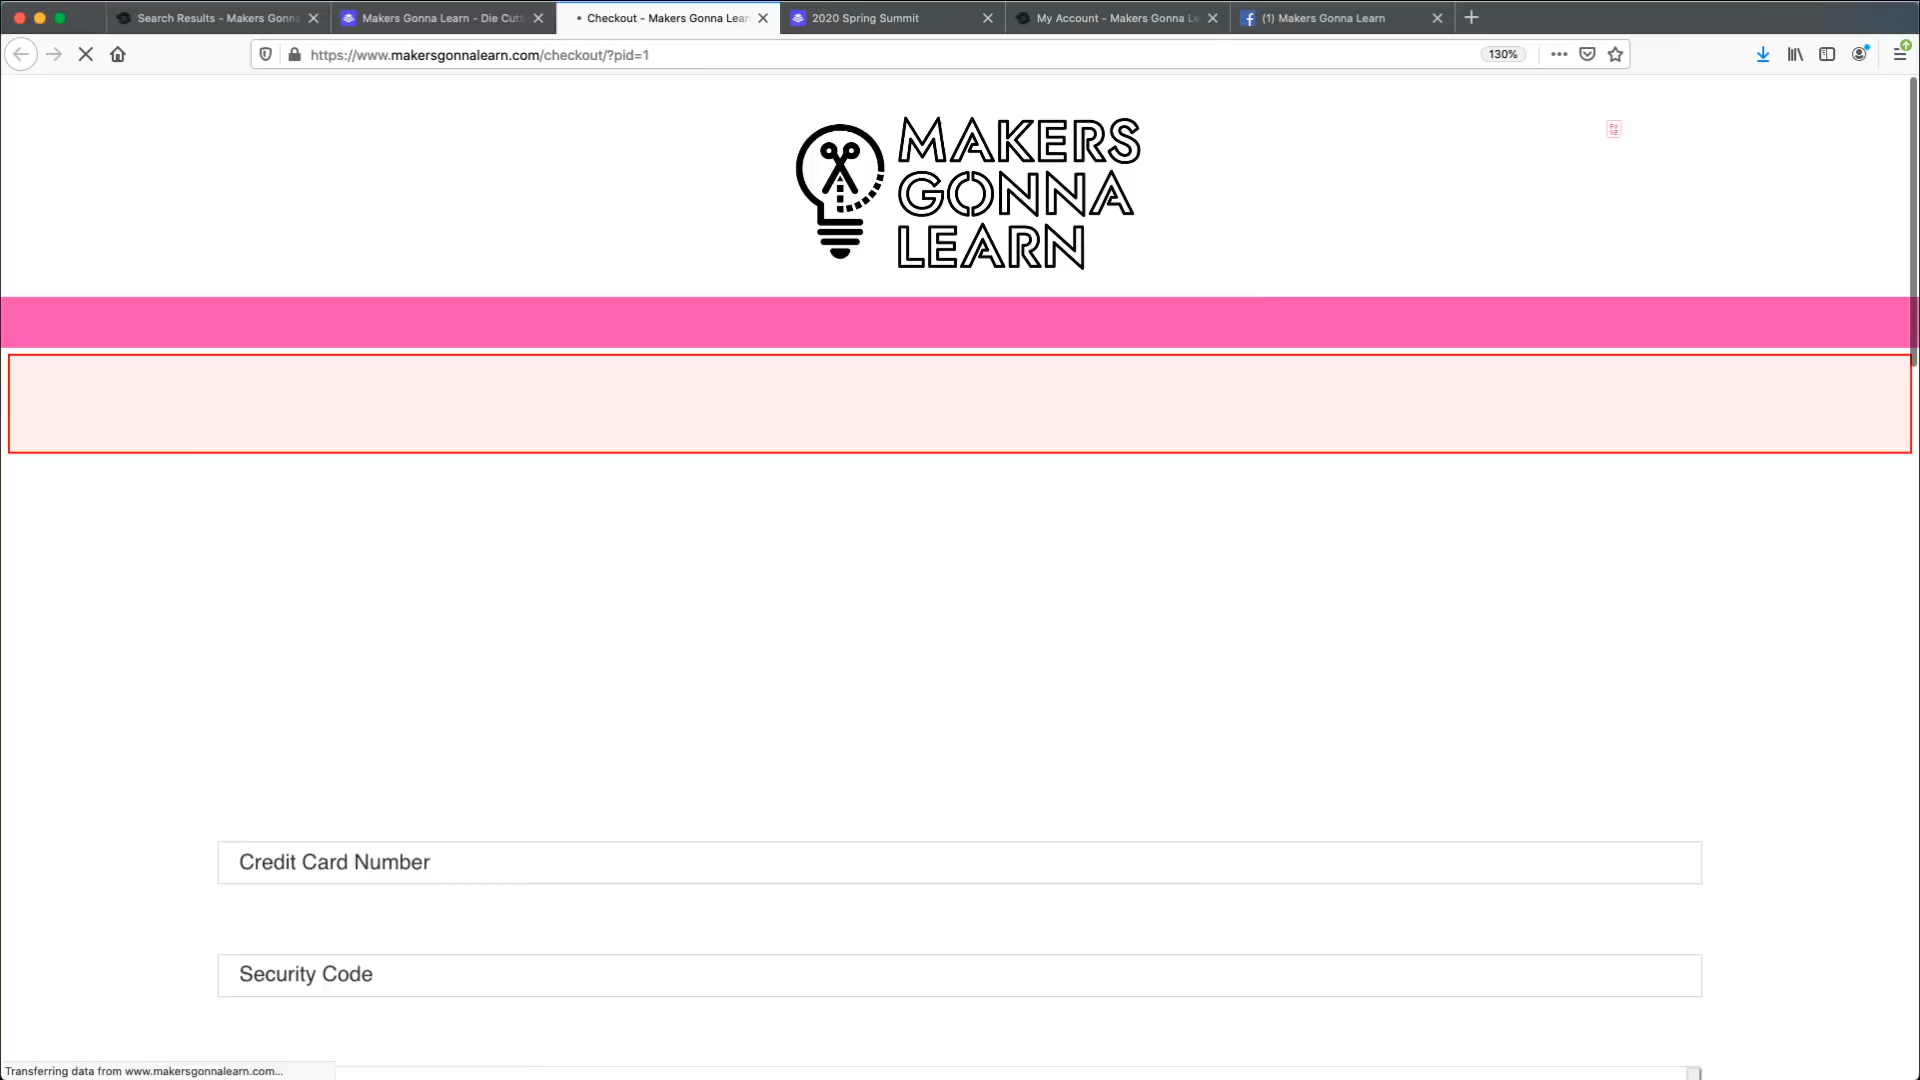 Search Results - Makers Gonna
Makers Gonna Learn - Die Cutt
Checkout - Makers Gonna Lear
2020 Spring Summit
My Account - Makers Gonna Le
(1) Makers Gonna Learn
https://www.makersgonnalearn.com/checkout/?pid=1
130%
MAKERS
GONNA
LEARN
Credit Card Number
Security Code
Transferring data from www.makersgonnalearn.com...